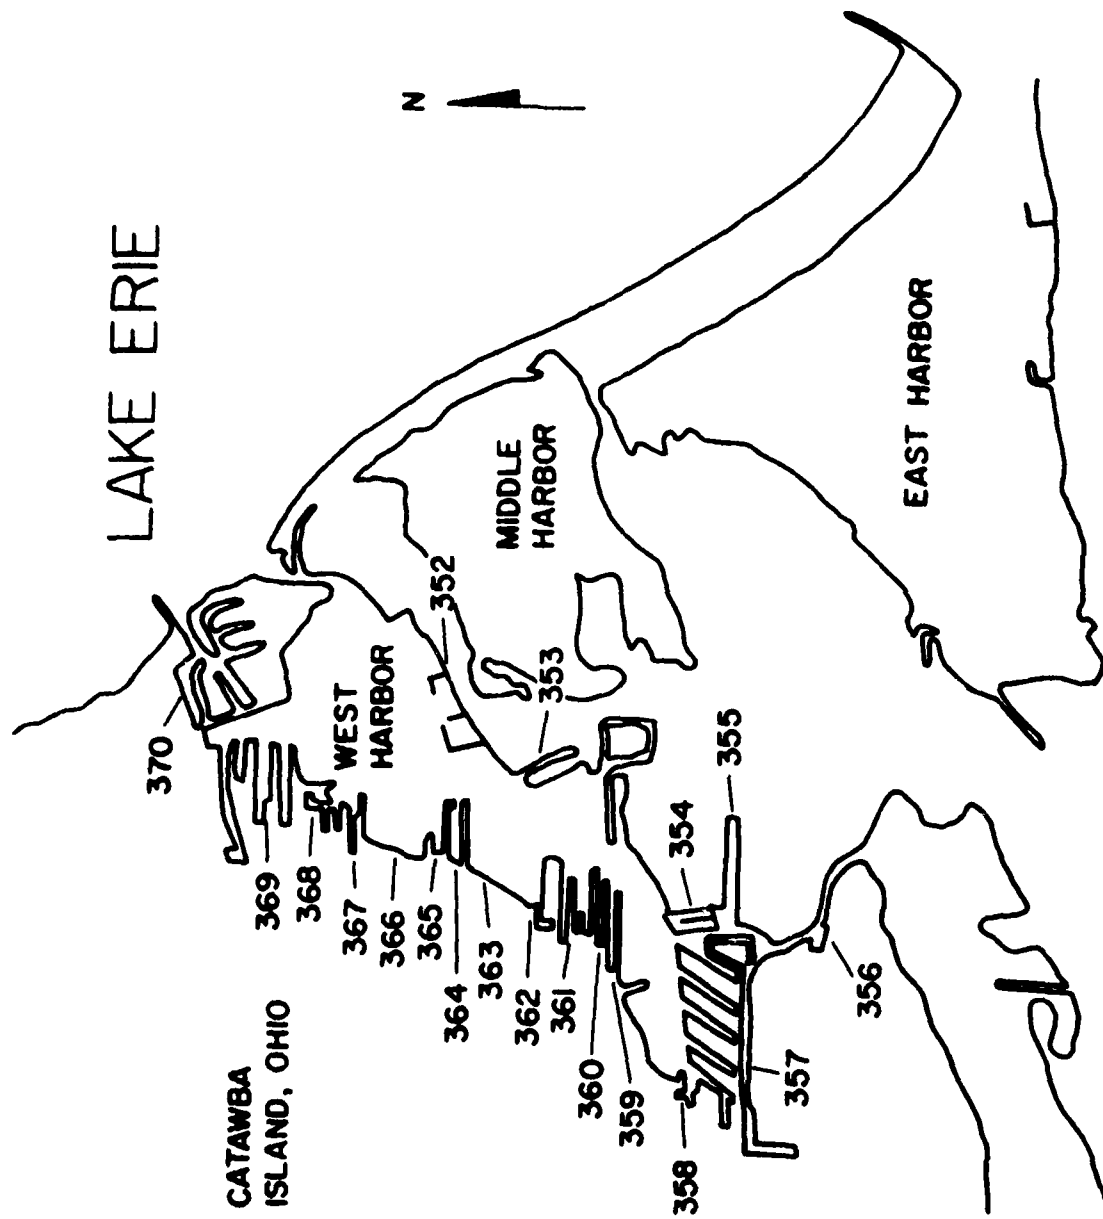 LAKE ERIE
N
CATAWBA
ISLAND, OHIO
WEST
HARBOR
MIDDLE
HARBOR
EAST HARBOR
370
369
368
367
366
365
364
363
362
361
360
359
358
357
356
355
354
353
352